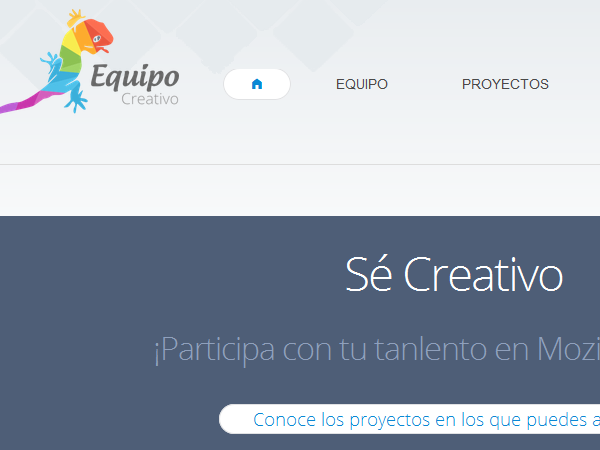 Equipo
Creativo
EQUIPO
PROYECTOS
Sé Creativo
¡Participa con tu tanlento en Mozi
Conoce los proyectos en los que puedes a